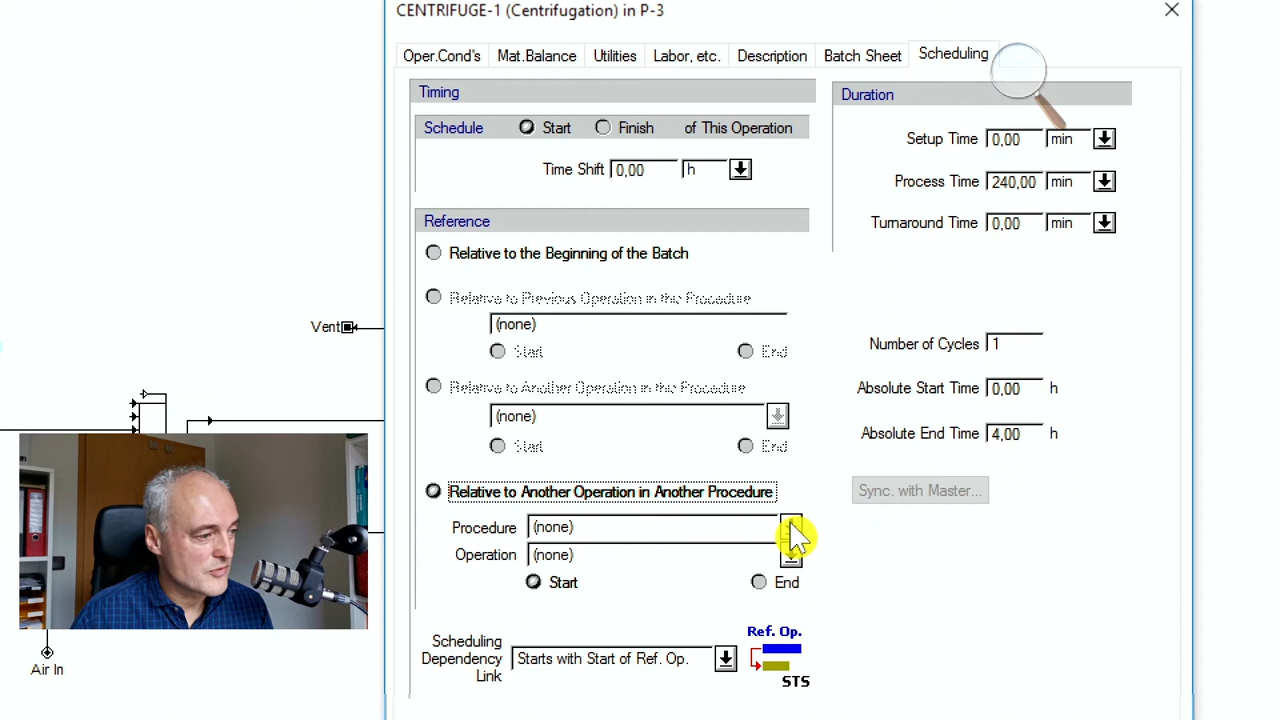 CENTRIFUGE-1 (Centrifugation) in P-3
Oper.Cond's Mat.Balance Utilities Labor, etc. Description Batch Sheet Scheduling
Timing
Schedule Start Finish of This Operation
Time Shift 0,00 h
Reference
Relative to the Beginning of the Batch
Relative to Previous Operation in the Procedure
(none)
Start End
Relative to Another Operation in the Procedure
(none)
Start End
Relative to Another Operation in Another Procedure
Procedure (none)
Operation (none)
Start End
Scheduling
Dependency
Link
Starts with Start of Ref. Op.
Ref. Op.
STS
Duration
Setup Time 0,00 min
Process Time 240,00 min
Turnaround Time 0,00 min
Number of Cycles 1
Absolute Start Time 0,00 h
Absolute End Time 4,00 h
Sync. with Master...
Vent
Air In